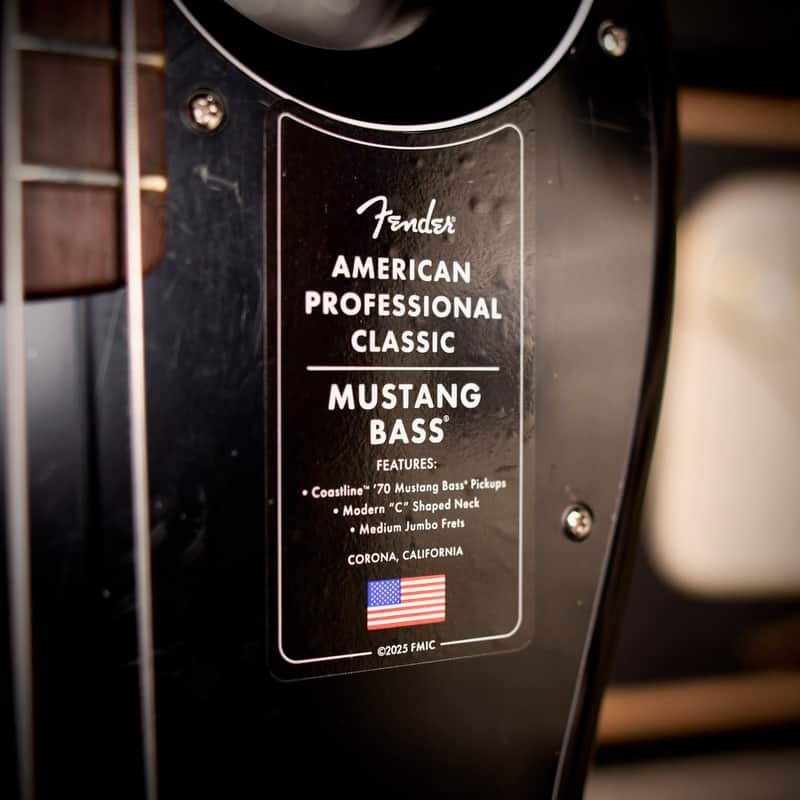 Fender®
AMERICAN
PROFESSIONAL
CLASSIC
MUSTANG
BASS®
FEATURES:
• Coastline™ '70 Mustang Bass® Pickups
• Modern "C" Shaped Neck
• Medium Jumbo Frets
CORONA, CALIFORNIA
©2025 FMIC